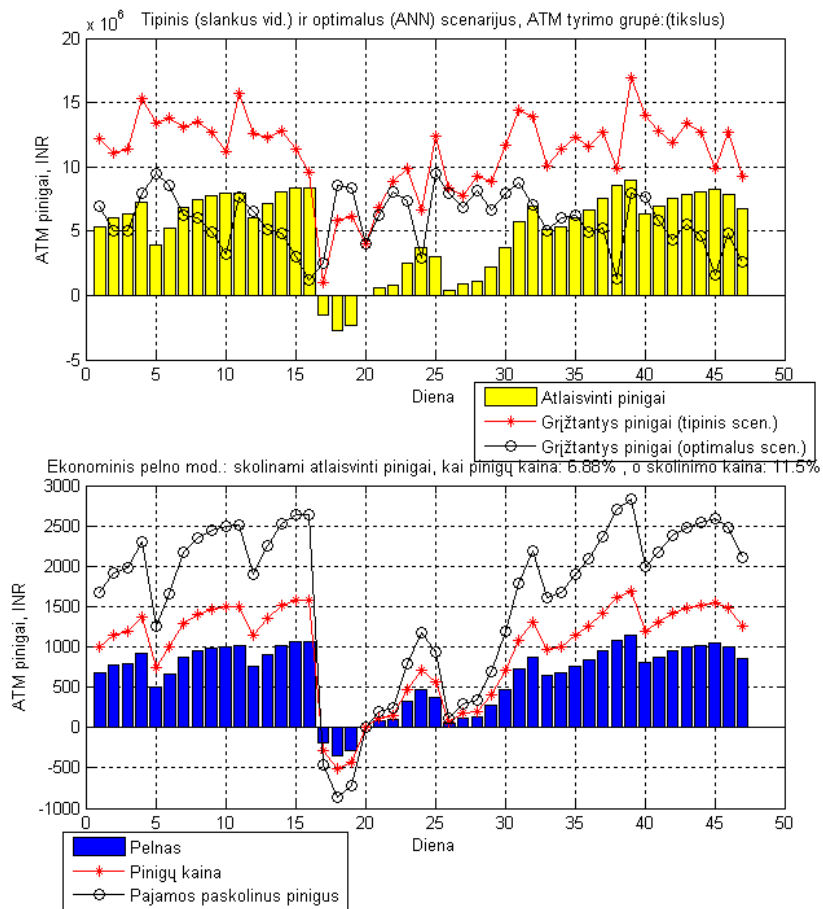 Tipinis (slankus vid.) ir optimalus (ANN) scenarijus, ATM tyrimo grupė:(tikslus)
x 10⁶
20
15
10
5
0
-5
ATM pinigai, INR
0 5 10 15 20 25 30 35 40 45 50
Diena
Atlaisvinti pinigai
Grįžtantys pinigai (tipinis scen.)
Grįžtantys pinigai (optimalus scen.)
Ekonominis pelno mod.: skolinami atlaisvinti pinigai, kai pinigų kaina: 6.88% , o skolinimo kaina: 11.5%
3000
2500
2000
1500
1000
500
0
-500
-1000
ATM pinigai, INR
0 5 10 15 20 25 30 35 40 45 50
Diena
Pelnas
Pinigų kaina
Pajamos paskolinus pinigus